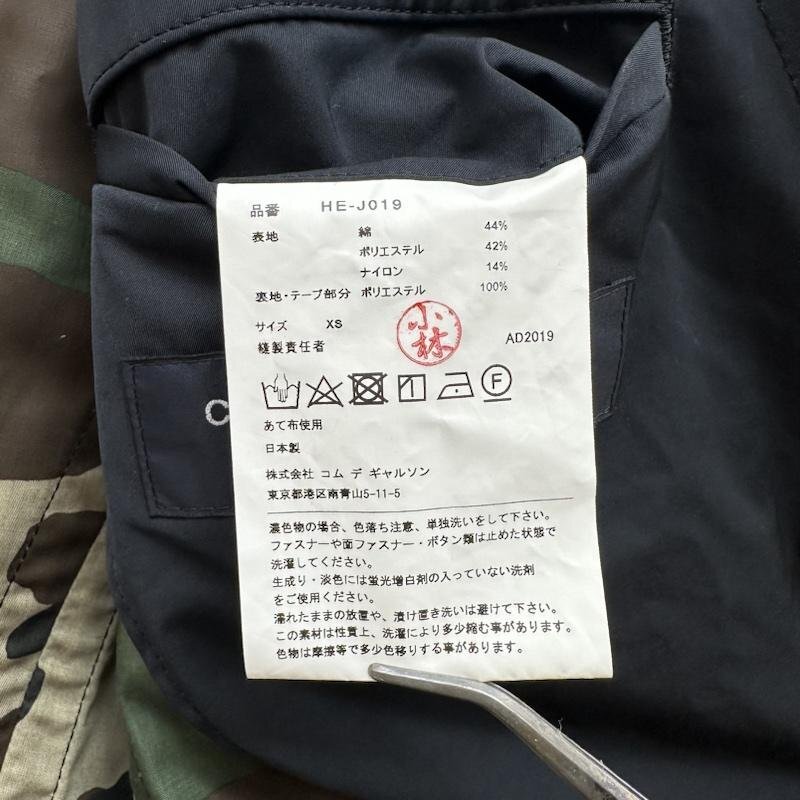 品番 HE-J019
表地 綿 44%
ポリエステル 42%
ナイロン 14%
裏地・テープ部分 ポリエステル 100%
サイズ XS
縫製責任者 小林 AD2019
F
あて布使用
日本製
C
株式会社 コム デ ギャルソン
東京都港区南青山5-11-5
濃色物の場合、色落ち注意、単独洗いをして下さい。
ファスナーや面ファスナー・ボタン類は止めた状態で
洗濯してください。
生成り・淡色には蛍光増白剤の入っていない洗剤
をご使用ください。
濡れたままの放置や、漬け置き洗いは避けて下さい。
この素材は性質上、洗濯により多少縮む事があります。
色物は摩擦等で多少色移りする事があります。